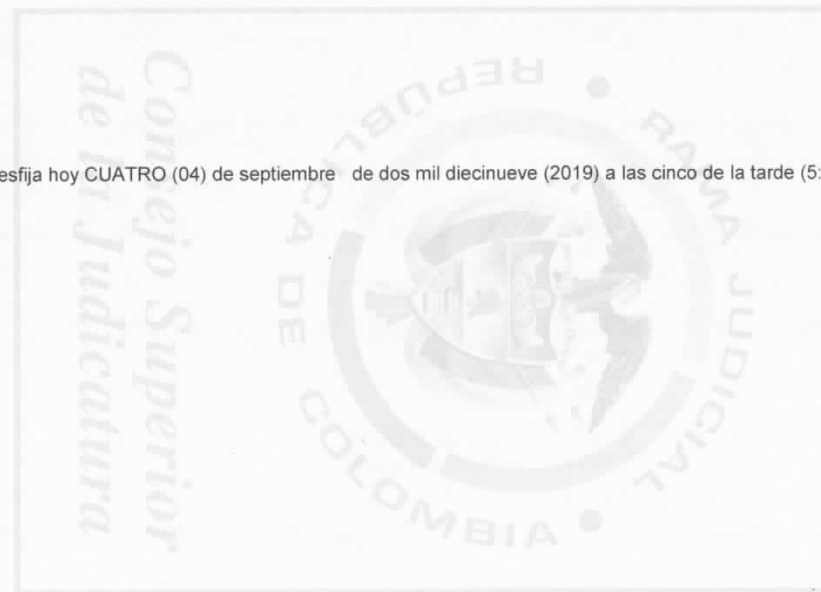 esfija hoy CUATRO (04) de septiembre de dos mil diecinueve (2019) a las cinco de la tarde (5:
Consejo Superior
de la Judicatura
REPÚBLICA DE COLOMBIA
RAMA JUDICIAL